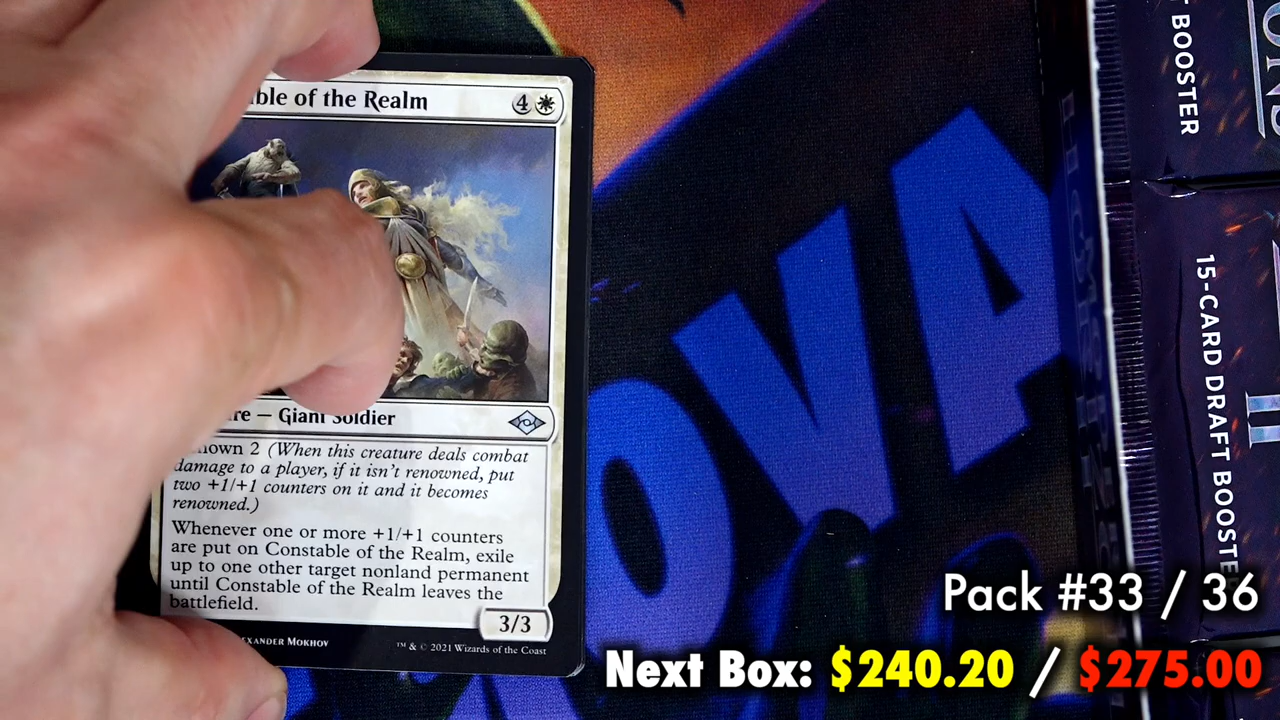 ble of the Realm 4
re — Giant Soldier
nown 2 (When this creature deals combat
damage to a player, if it isn't renowned, put
two +1/+1 counters on it and it becomes
renowned.)
Whenever one or more +1/+1 counters
are put on Constable of the Realm, exile
up to one other target nonland permanent
until Constable of the Realm leaves the
battlefield.
3/3
EXANDER MOKHOV
™ & © 2021 Wizards of the Coast
OVA
T BOOSTER
15-CARD DRAFT BOOSTE
Pack #33 / 36
Next Box: $240.20 / $275.00